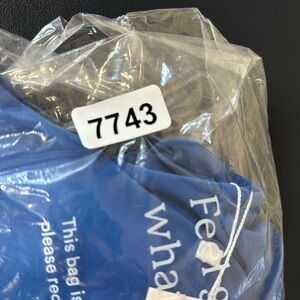 7743
Feel g
wha
This bag is
please rec